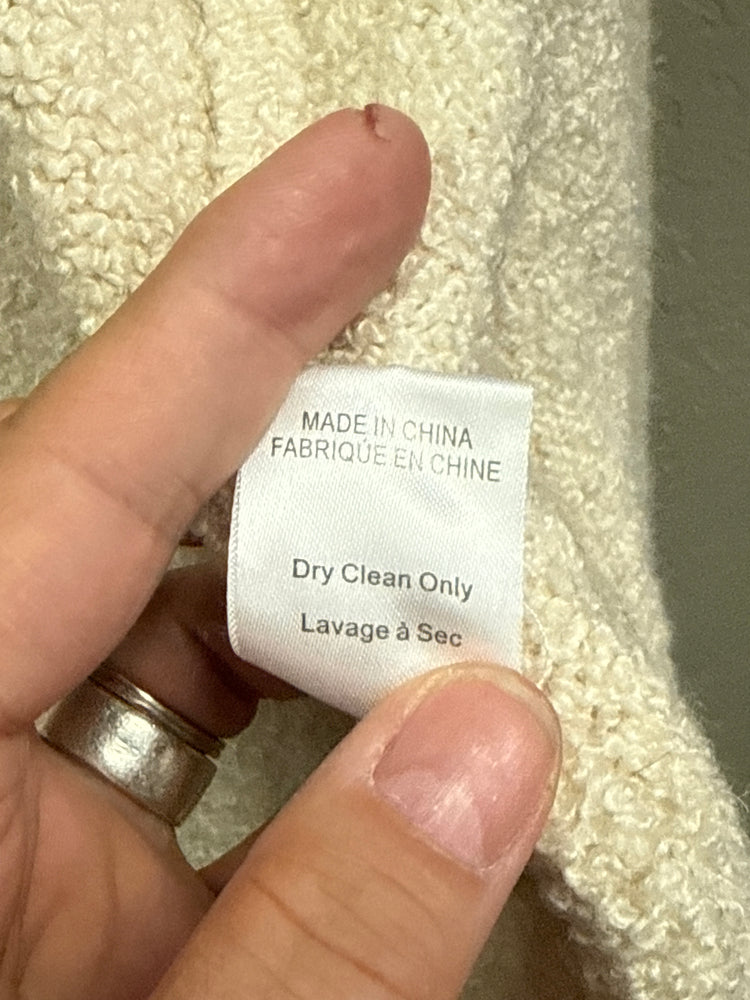 MADE IN CHINA
FABRIQÚE EN CHINE
Dry Clean Only
Lavage à Sec